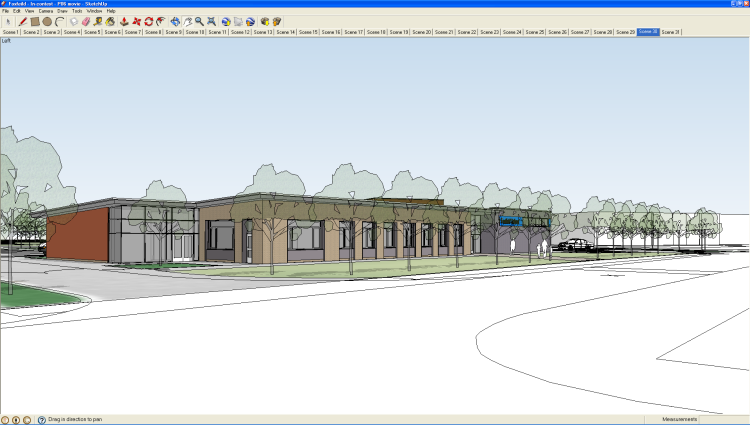 Foxfield - In-context - PBG movie - SketchUp
File Edit View Camera Draw Tools Window Help
Scene 1 Scene 2 Scene 3 Scene 4 Scene 5 Scene 6 Scene 7 Scene 8 Scene 9 Scene 10 Scene 11 Scene 12 Scene 13 Scene 14 Scene 15 Scene 16 Scene 17 Scene 18 Scene 19 Scene 20 Scene 21 Scene 22 Scene 23 Scene 24 Scene 25 Scene 26 Scene 27 Scene 28 Scene 29 Scene 30 Scene 31
Left
Drag in direction to pan
Measurements